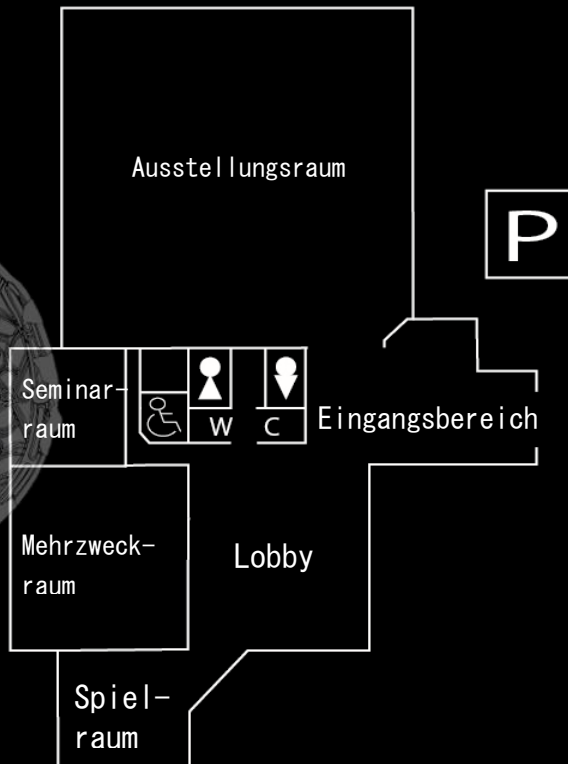 Ausstellungsraum
P
Seminar-
raum
W C
Eingangsbereich
Mehrzweck-
raum
Lobby
Spiel-
raum